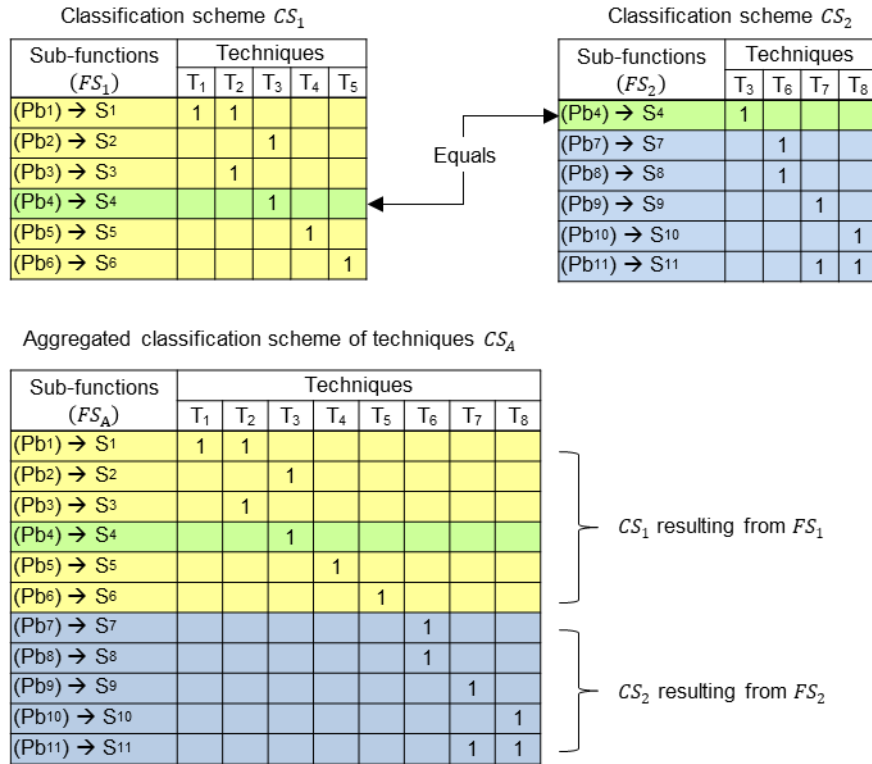 Classification scheme CS₁
Sub-functions (FS₁) Techniques
T₁ T₂ T₃ T₄ T₅
(Pb1) → S1 1 1
(Pb2) → S2 1
(Pb3) → S3 1
(Pb4) → S4 1
(Pb5) → S5 1
(Pb6) → S6 1
Equals
Classification scheme CS₂
Sub-functions (FS₂) Techniques
T₃ T₆ T₇ T₈
(Pb4) → S4 1
(Pb7) → S7 1
(Pb8) → S8 1
(Pb9) → S9 1
(Pb10) → S10 1
(Pb11) → S11 1 1
Aggregated classification scheme of techniques CS_A
Sub-functions (FS_A) Techniques
T₁ T₂ T₃ T₄ T₅ T₆ T₇ T₈
(Pb1) → S1 1 1
(Pb2) → S2 1
(Pb3) → S3 1
(Pb4) → S4 1
(Pb5) → S5 1
(Pb6) → S6 1
(Pb7) → S7 1
(Pb8) → S8 1
(Pb9) → S9 1
(Pb10) → S10 1
(Pb11) → S11 1 1
CS₁ resulting from FS₁
CS₂ resulting from FS₂